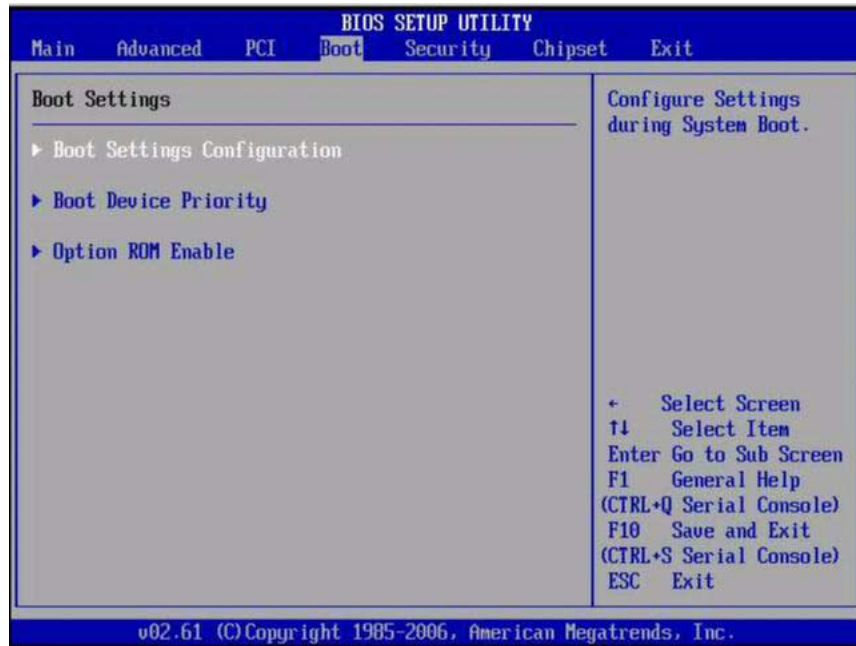 BIOS SETUP UTILITY
Main Advanced PCI Boot Security Chipset Exit
Boot Settings
▶ Boot Settings Configuration
▶ Boot Device Priority
▶ Option ROM Enable
Configure Settings
during System Boot.
← Select Screen
↑↓ Select Item
Enter Go to Sub Screen
F1 General Help
(CTRL+Q Serial Console)
F10 Save and Exit
(CTRL+S Serial Console)
ESC Exit
v02.61 (C)Copyright 1985-2006, American Megatrends, Inc.